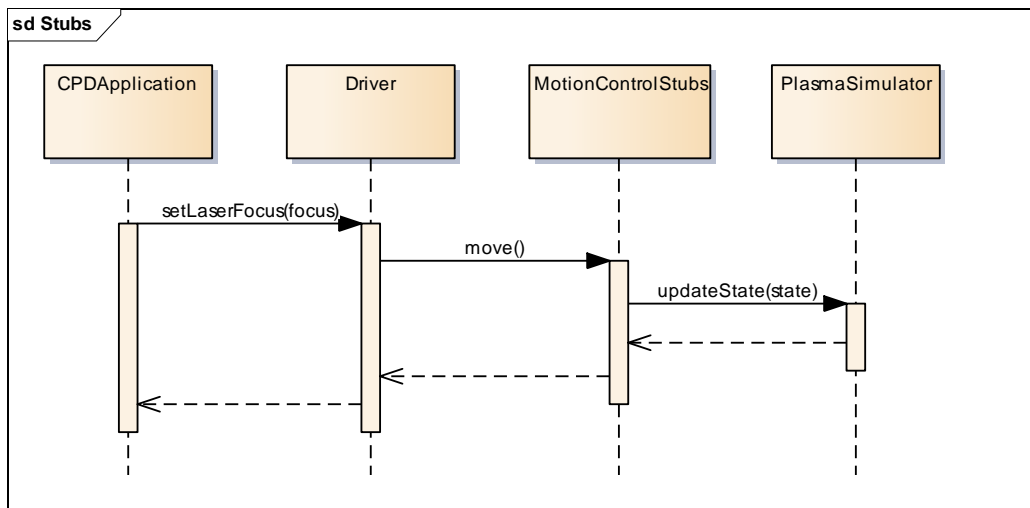 sd Stubs
CPDApplication
Driver
MotionControlStubs
PlasmaSimulator
setLaserFocus(focus)
move()
updateState(state)